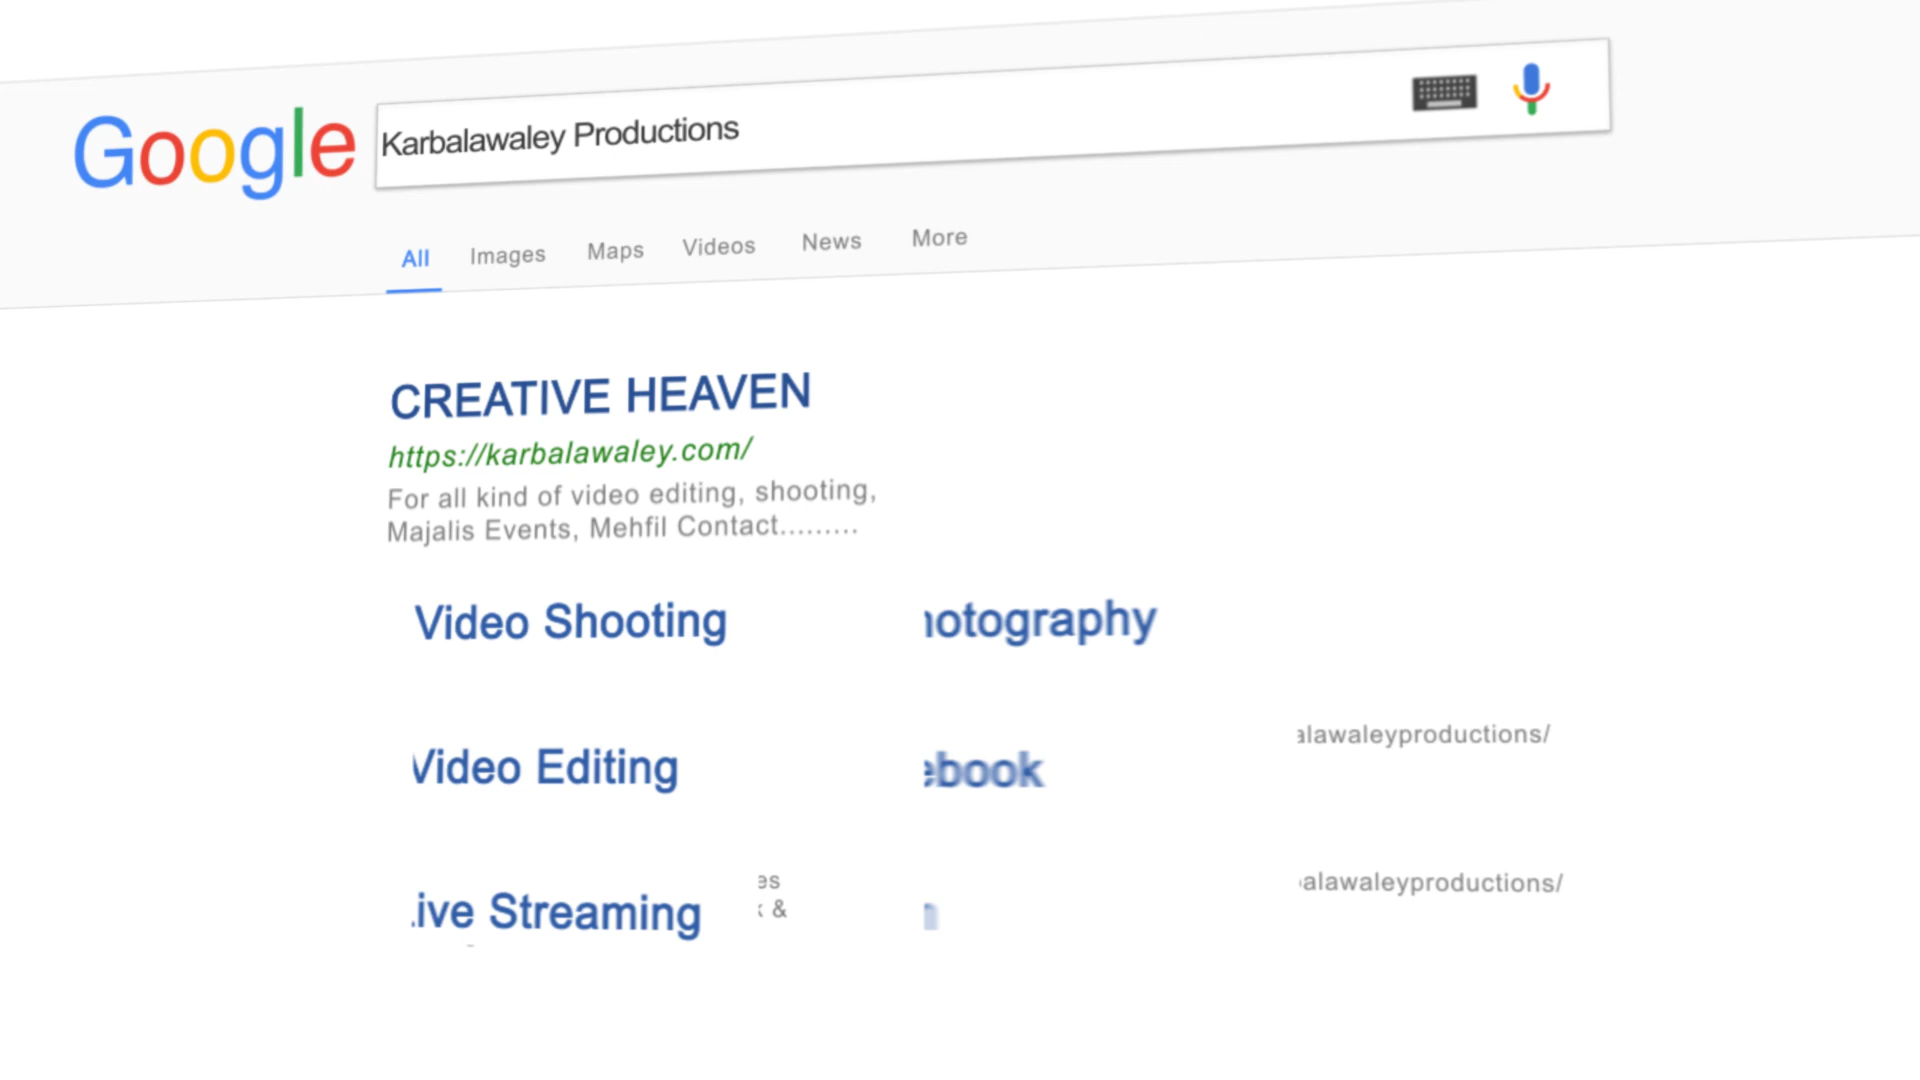 Google
Karbalawaley Productions
All Images Maps Videos News More
CREATIVE HEAVEN
https://karbalawaley.com/
For all kind of video editing, shooting,
Majalis Events, Mehfil Contact.........
Video Shooting
Video Editing
Streaming
&